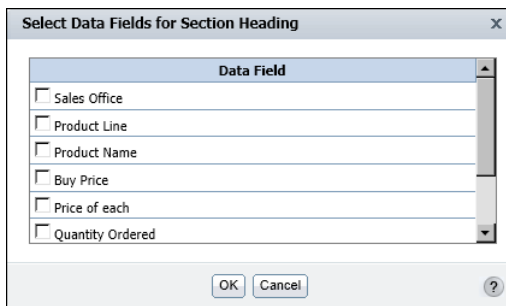 Select Data Fields for Section Heading x
Data Field
Sales Office
Product Line
Product Name
Buy Price
Price of each
Quantity Ordered
OK Cancel ?